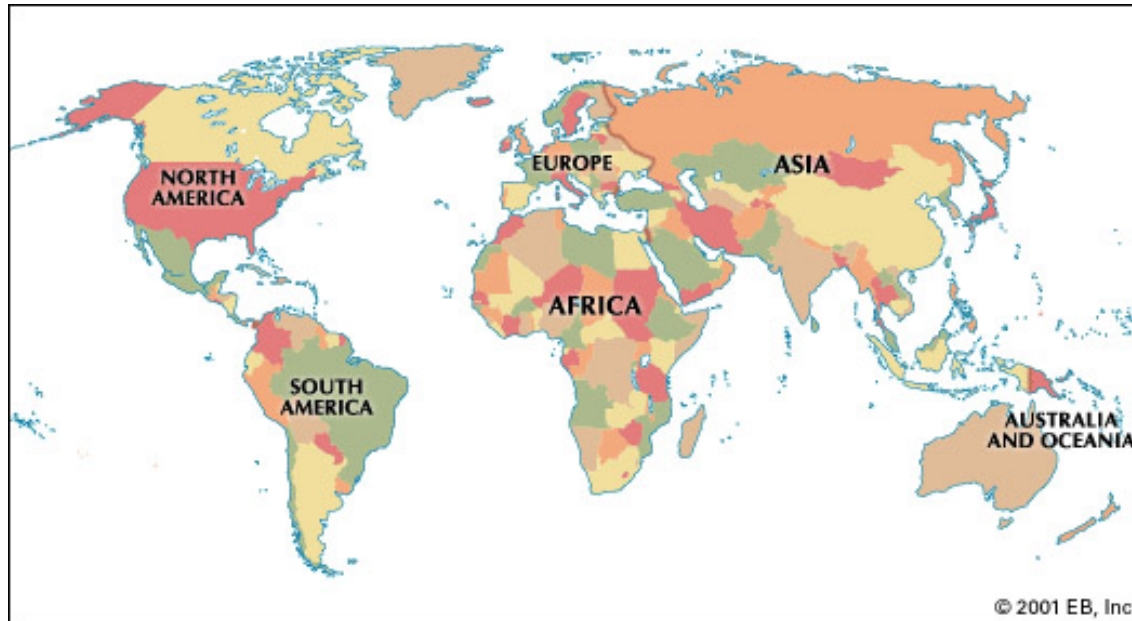 NORTH
AMERICA
EUROPE
ASIA
AFRICA
SOUTH
AMERICA
AUSTRALIA
AND OCEANIA
© 2001 EB, Inc